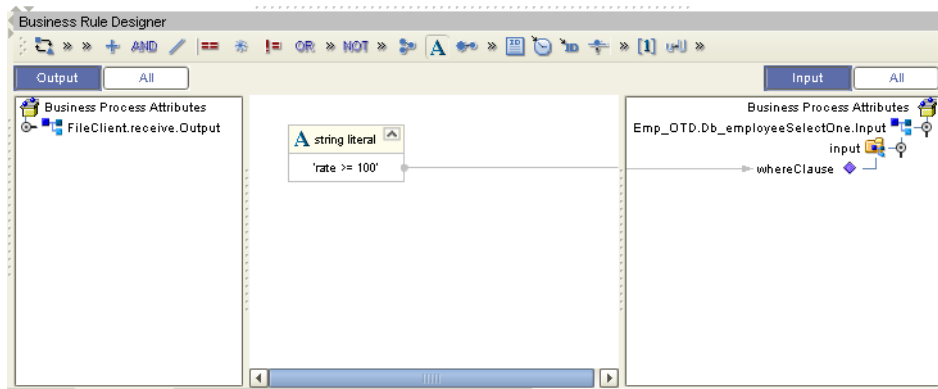 Business Rule Designer
» » AND == != OR » NOT » A » » [1] »
Output All Input All
Business Process Attributes
FileClient.receive.Output
A string literal
'rate >= 100'
Business Process Attributes
Emp_OTD.Db_employeeSelectOne.Input
input
whereClause